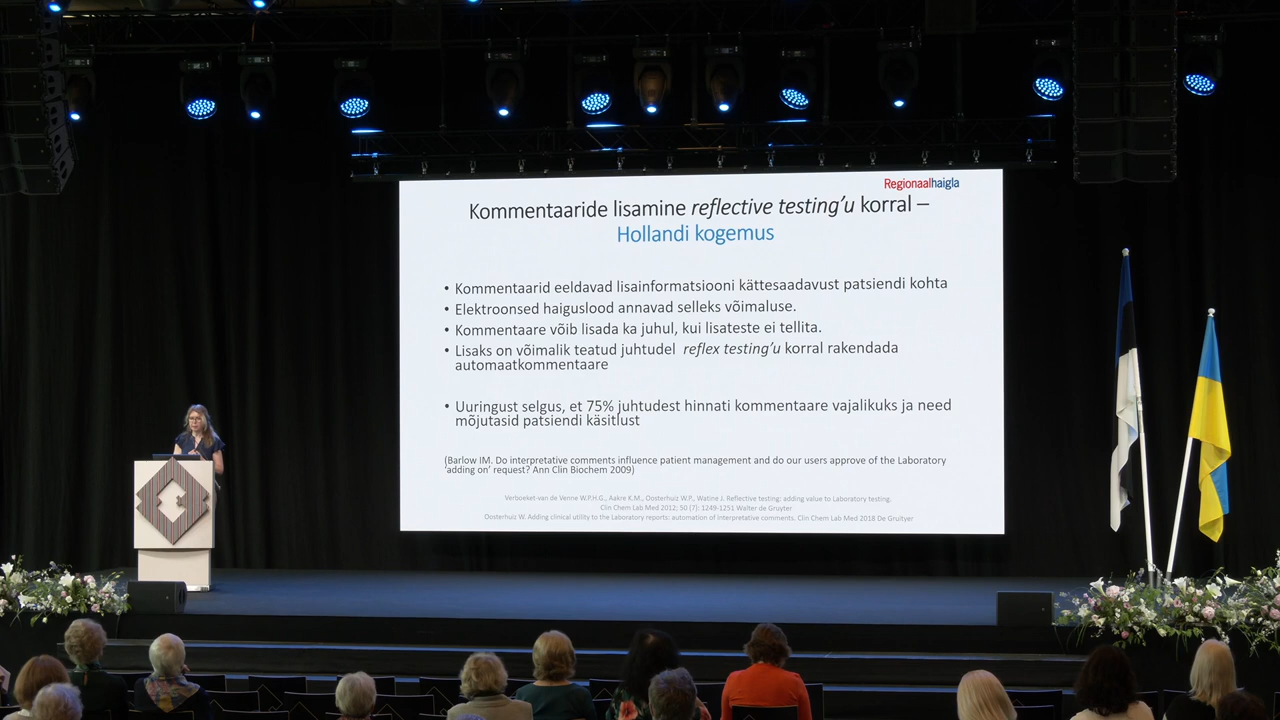 Regionaalhaigla
Kommentaaride lisamine reflective testing'u korral –
Hollandi kogemus
• Kommentaarid eeldavad lisainformatsiooni kättesaadavust patsiendi kohta
• Elektroonsed haiguslood annavad selleks võimaluse.
• Kommentaare võib lisada ka juhul, kui lisateste ei tellita.
• Lisaks on võimalik teatud juhtudel reflex testing'u korral rakendada
automaatkommentaare
• Uuringust selgus, et 75% juhtudest hinnati kommentaare vajalikuks ja need
mõjutasid patsiendi käsitlust
(Barlow IM. Do interpretative comments influence patient management and do our users approve of the Laboratory
'adding on' request? Ann Clin Biochem 2009)
Verboeket-van de Venne W.P.H.G., Aakre K.M., Oosterhuiz W.P., Watine J. Reflective testing: adding value to Laboratory testing.
Clin Chem Lab Med 2012; 50 (7): 1249-1251 Walter de Gruyter
Oosterhuiz W. Adding clinical utility to the Laboratory reports: automation of interpretative comments. Clin Chem Lab Med 2018 De Gruityer